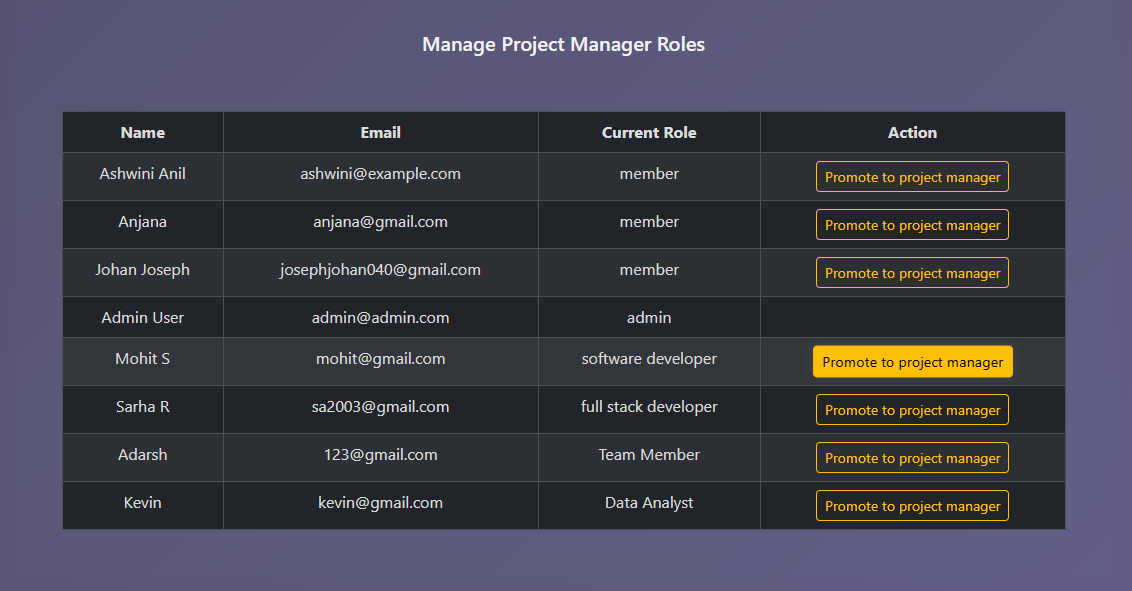 Manage Project Manager Roles
Name Email Current Role Action
Ashwini Anil ashwini@example.com member Promote to project manager
Anjana anjana@gmail.com member Promote to project manager
Johan Joseph josephjohan040@gmail.com member Promote to project manager
Admin User admin@admin.com admin
Mohit S mohit@gmail.com software developer Promote to project manager
Sarha R sa2003@gmail.com full stack developer Promote to project manager
Adarsh 123@gmail.com Team Member Promote to project manager
Kevin kevin@gmail.com Data Analyst Promote to project manager